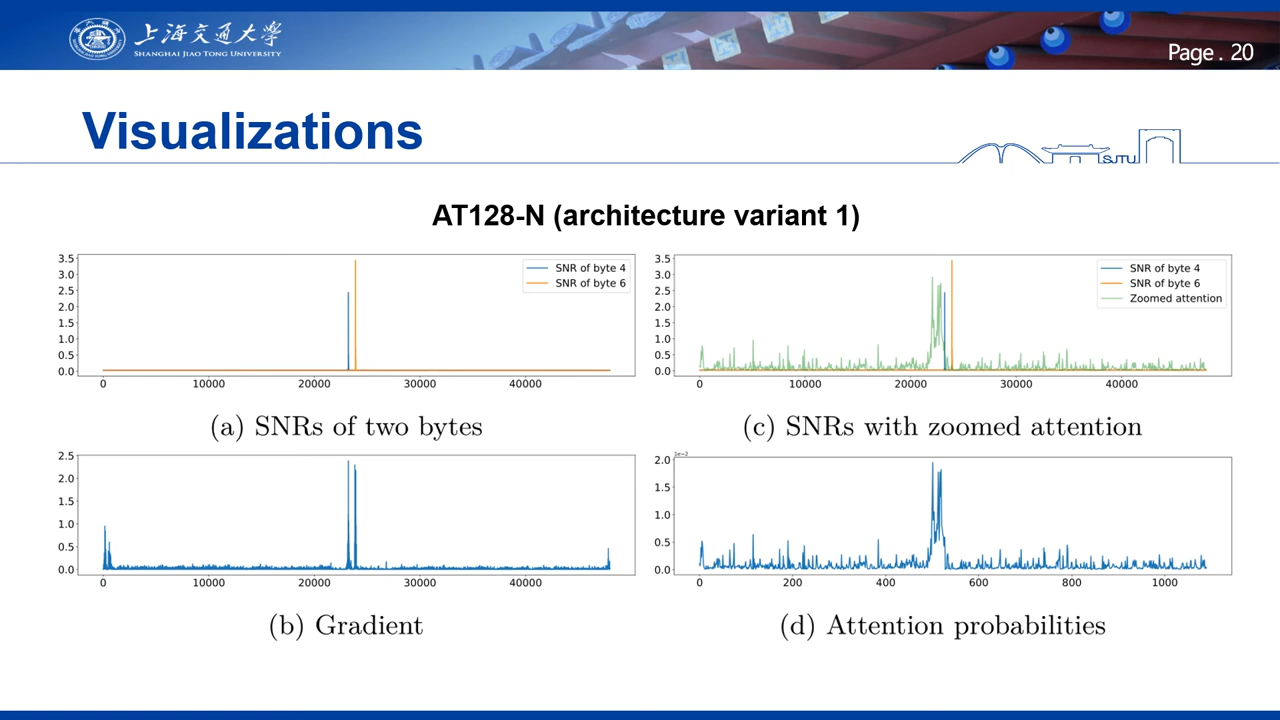 上海交通大学
SHANGHAI JIAO TONG UNIVERSITY
Page . 20
Visualizations
SJTU
AT128-N (architecture variant 1)
3.5
3.0
2.5
2.0
1.5
1.0
0.5
0.0
0 10000 20000 30000 40000
SNR of byte 4
SNR of byte 6
(a) SNRs of two bytes
3.5
3.0
2.5
2.0
1.5
1.0
0.5
0.0
0 10000 20000 30000 40000
SNR of byte 4
SNR of byte 6
Zoomed attention
(c) SNRs with zoomed attention
2.5
2.0
1.5
1.0
0.5
0.0
0 10000 20000 30000 40000
(b) Gradient
1e-2
2.0
1.5
1.0
0.5
0.0
0 200 400 600 800 1000
(d) Attention probabilities